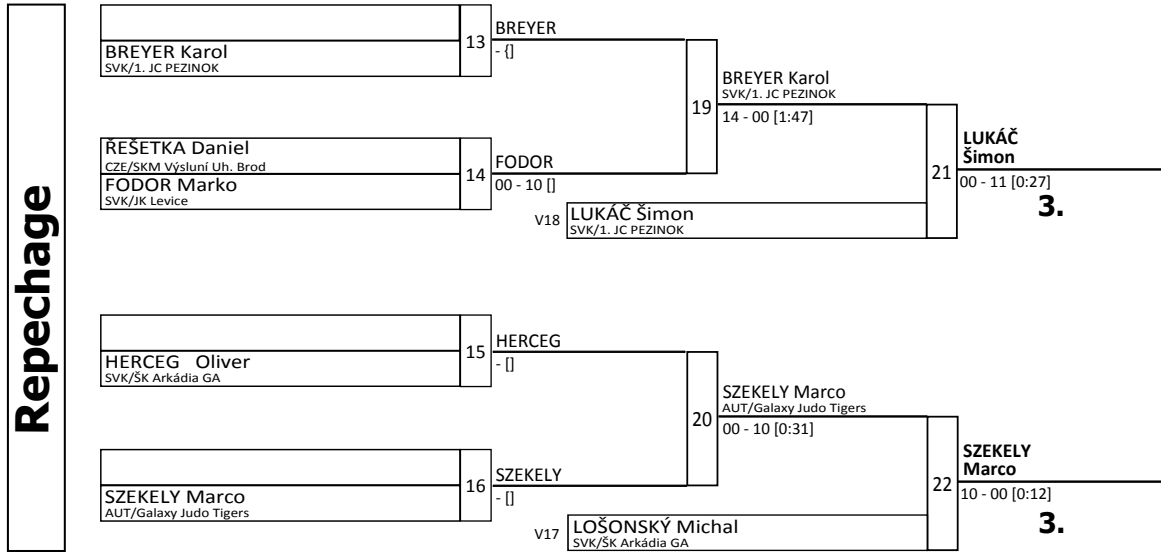 Repechage
BREYER Karol
SVK/1. JC PEZINOK
13
BREYER
- {]
ŘEŠETKA Daniel
CZE/SKM Výsluní Uh. Brod
FODOR Marko
SVK/JK Levice
14
FODOR
00 - 10 []
19
BREYER Karol
SVK/1. JC PEZINOK
14 - 00 [1:47]
V18
LUKÁČ Šimon
SVK/1. JC PEZINOK
21
LUKÁČ
Šimon
00 - 11 [0:27]
3.
HERCEG Oliver
SVK/ŠK Arkádia GA
15
HERCEG
- []
SZEKELY Marco
AUT/Galaxy Judo Tigers
16
SZEKELY
- []
20
SZEKELY Marco
AUT/Galaxy Judo Tigers
00 - 10 [0:31]
V17
LOŠONSKÝ Michal
SVK/ŠK Arkádia GA
22
SZEKELY
Marco
10 - 00 [0:12]
3.